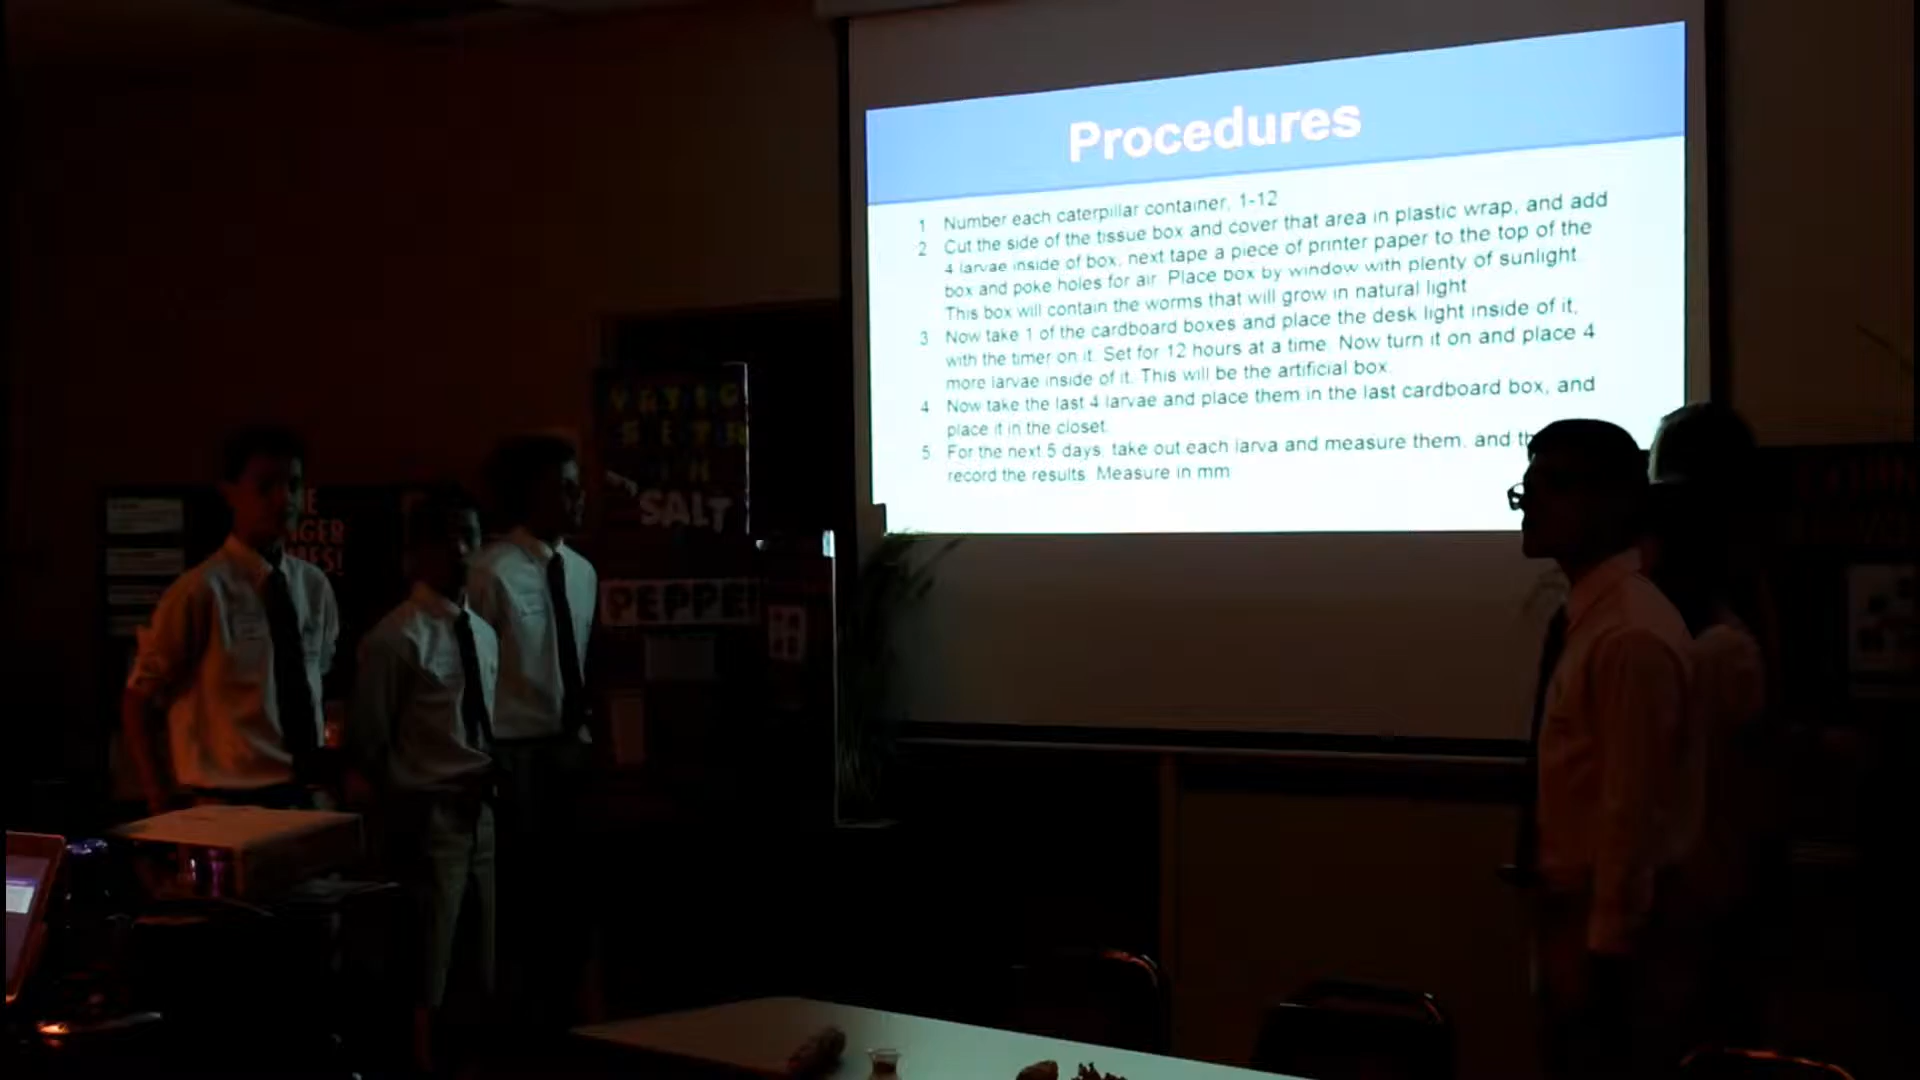 Procedures
1 Number each caterpillar container, 1-12
2 Cut the side of the tissue box and cover that area in plastic wrap, and add
4 larvae inside of box, next tape a piece of printer paper to the top of the
box and poke holes for air. Place box by window with plenty of sunlight.
This box will contain the worms that will grow in natural light
3 Now take 1 of the cardboard boxes and place the desk light inside of it,
with the timer on it. Set for 12 hours at a time. Now turn it on and place 4
more larvae inside of it. This will be the artificial box.
4 Now take the last 4 larvae and place them in the last cardboard box, and
place it in the closet.
5 For the next 5 days, take out each larva and measure them, and
record the results. Measure in mm
SALT